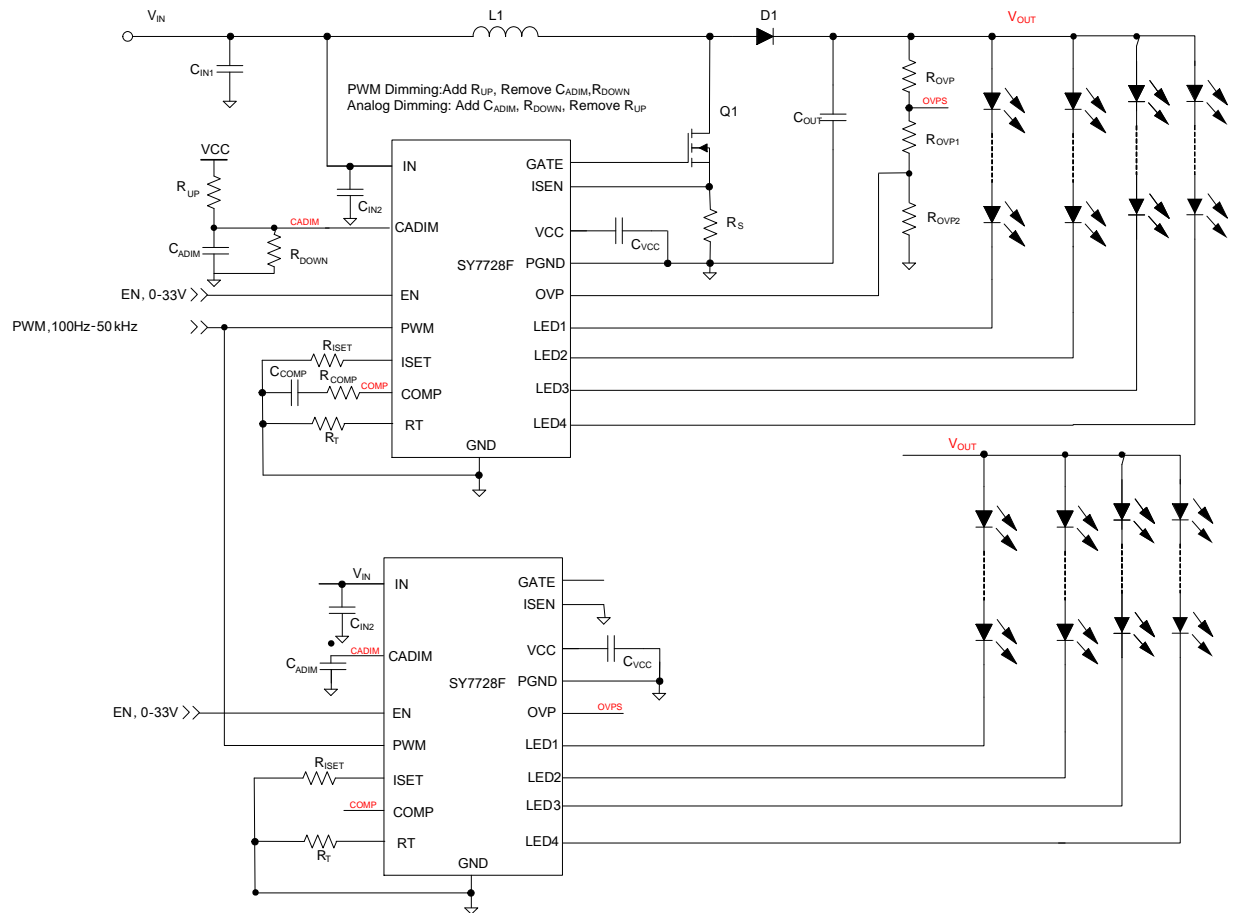 VIN
L1
D1
VOUT
CIN1
PWM Dimming:Add RUP, Remove CADIM,RDOWN
Analog Dimming: Add CADIM, RDOWN, Remove RUP
Q1
COUT
ROVP
OVPS
ROVP1
ROVP2
VCC
RUP
CADIM
CADIM
RDOWN
CIN2
IN
CADIM
EN
PWM
ISET
COMP
RT
GND
SY7728F
GATE
ISEN
VCC
PGND
OVP
LED1
LED2
LED3
LED4
CVCC
RS
EN, 0-33V
PWM,100Hz-50kHz
RISET
CCOMP
RCOMP
COMP
RT
VOUT
VIN
CIN2
CADIM
CADIM
IN
CADIM
EN
PWM
ISET
COMP
RT
GND
SY7728F
GATE
ISEN
VCC
PGND
OVP
LED1
LED2
LED3
LED4
CVCC
OVPS
EN, 0-33V
RISET
COMP
RT